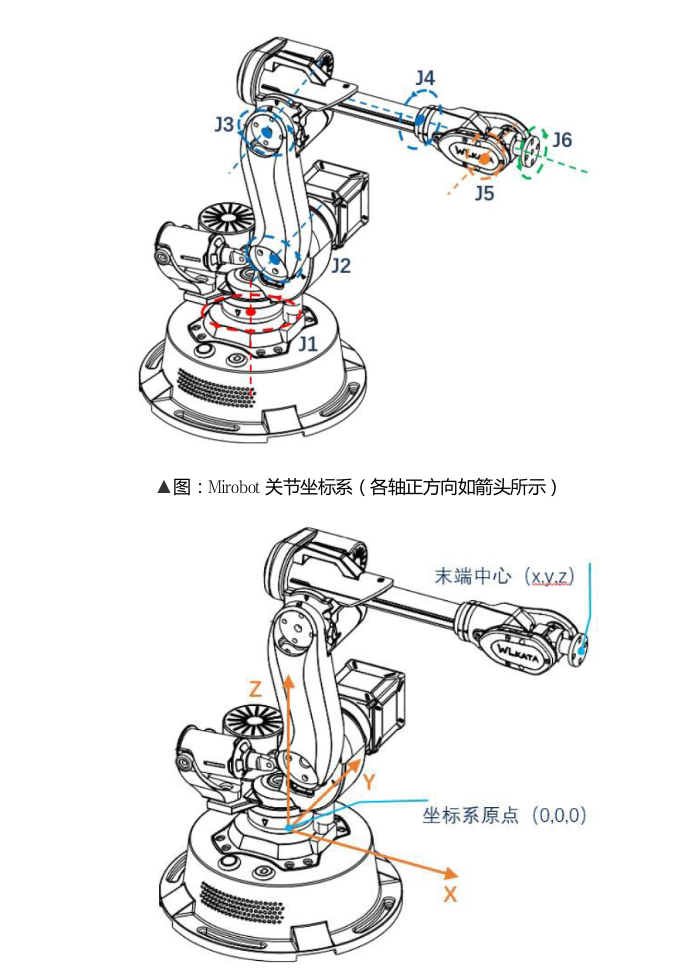 J4
J3
J6
WLKATA
J5
J2
J1
▲图：Mirobot 关节坐标系（各轴正方向如箭头所示）
末端中心（x,y,z）
WLKATA
Z
Y
坐标系原点（0,0,0）
X